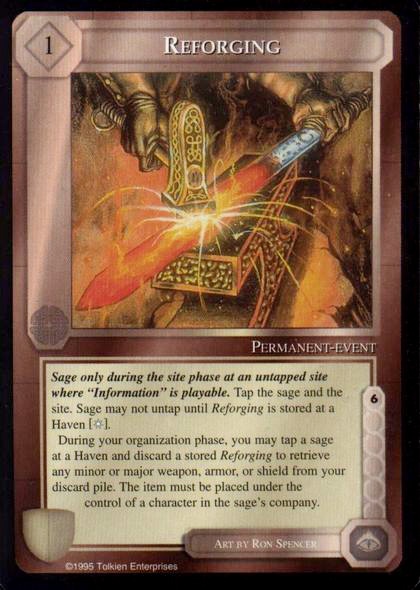 1
REFORGING
PERMANENT-EVENT
Sage only during the site phase at an untapped site
where “Information” is playable. Tap the sage and the
site. Sage may not untap until Reforging is stored at a
Haven [☼].
During your organization phase, you may tap a sage
at a Haven and discard a stored Reforging to retrieve
any minor or major weapon, armor, or shield from your
discard pile. The item must be placed under the
control of a character in the sage’s company.
6
ART BY RON SPENCER
©1995 Tolkien Enterprises